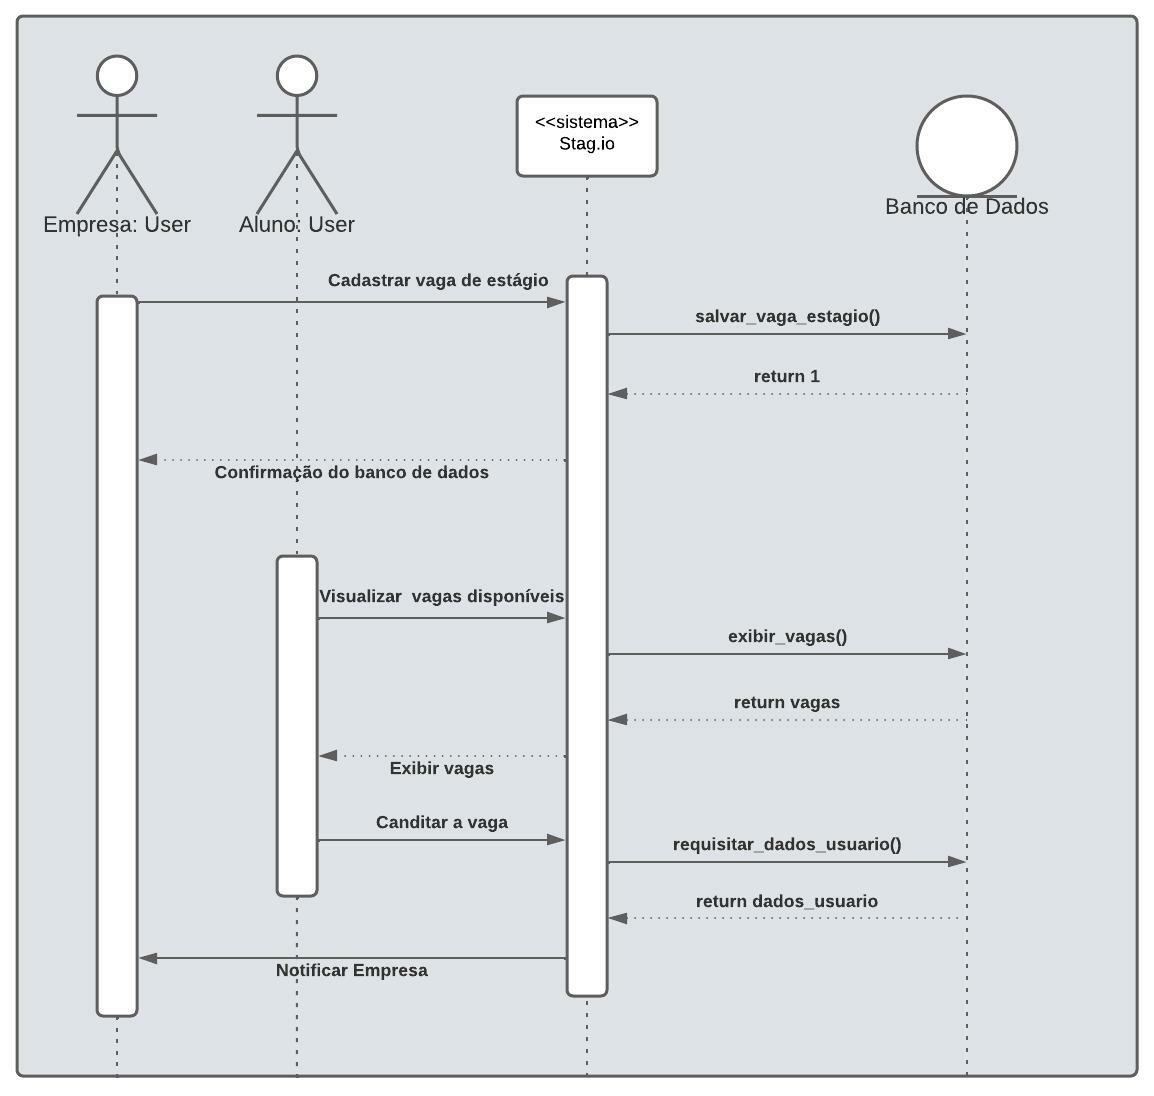 <<sistema>>
Stag.io
Empresa: User
Aluno: User
Banco de Dados
Cadastrar vaga de estágio
salvar_vaga_estagio()
return 1
Confirmação do banco de dados
Visualizar  vagas disponíveis
exibir_vagas()
return vagas
Exibir vagas
Canditar a vaga
requisitar_dados_usuario()
return dados_usuario
Notificar Empresa